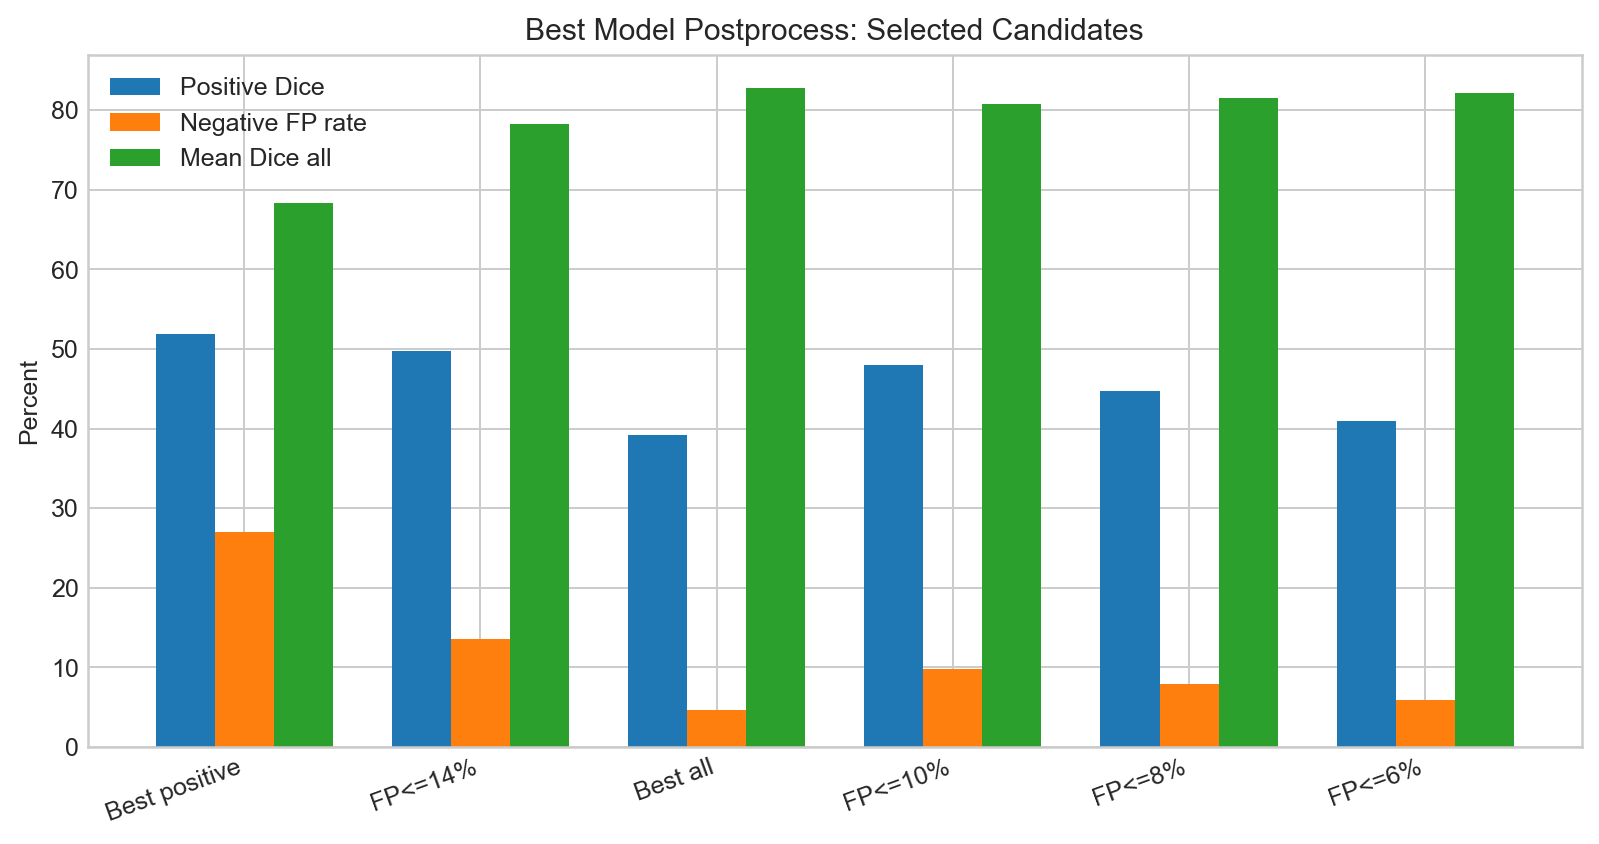 Best Model Postprocess: Selected Candidates
Positive Dice
Negative FP rate
Mean Dice all
Percent
80
70
60
50
40
30
20
10
0
Best positive
FP<=14%
Best all
FP<=10%
FP<=8%
FP<=6%